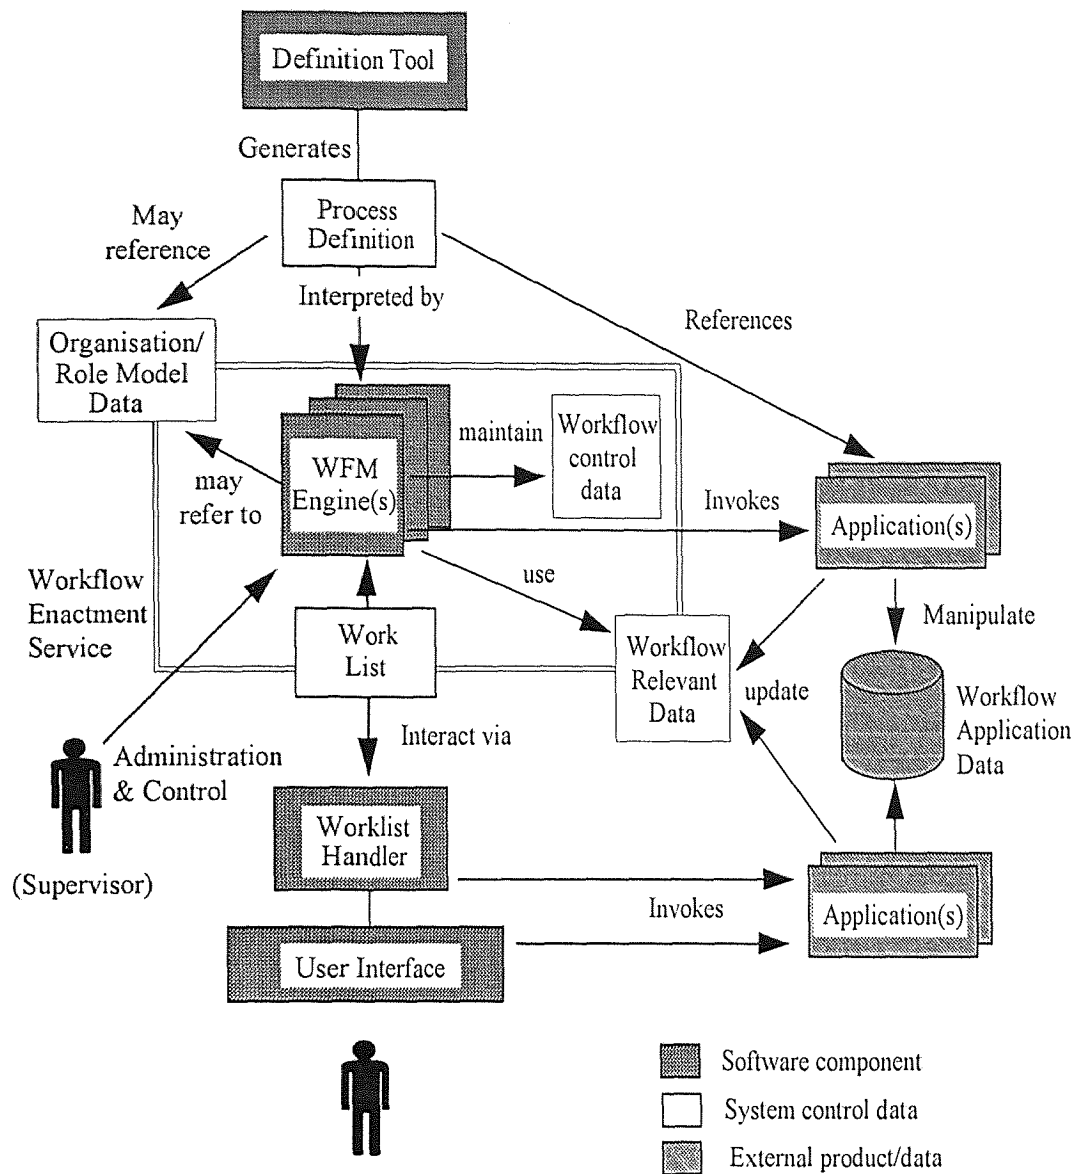 Definition Tool
Generates
Process
Definition
May
reference
Interpreted by
References
Organisation/
Role Model
Data
WFM
Engine(s)
maintain
Workflow
control
data
may
refer to
Invokes
Application(s)
use
Workflow
Enactment
Service
Work
List
Workflow
Relevant
Data
Manipulate
update
Workflow
Application
Data
Interact via
Administration
& Control
(Supervisor)
Worklist
Handler
Invokes
Application(s)
User Interface
Software component
System control data
External product/data